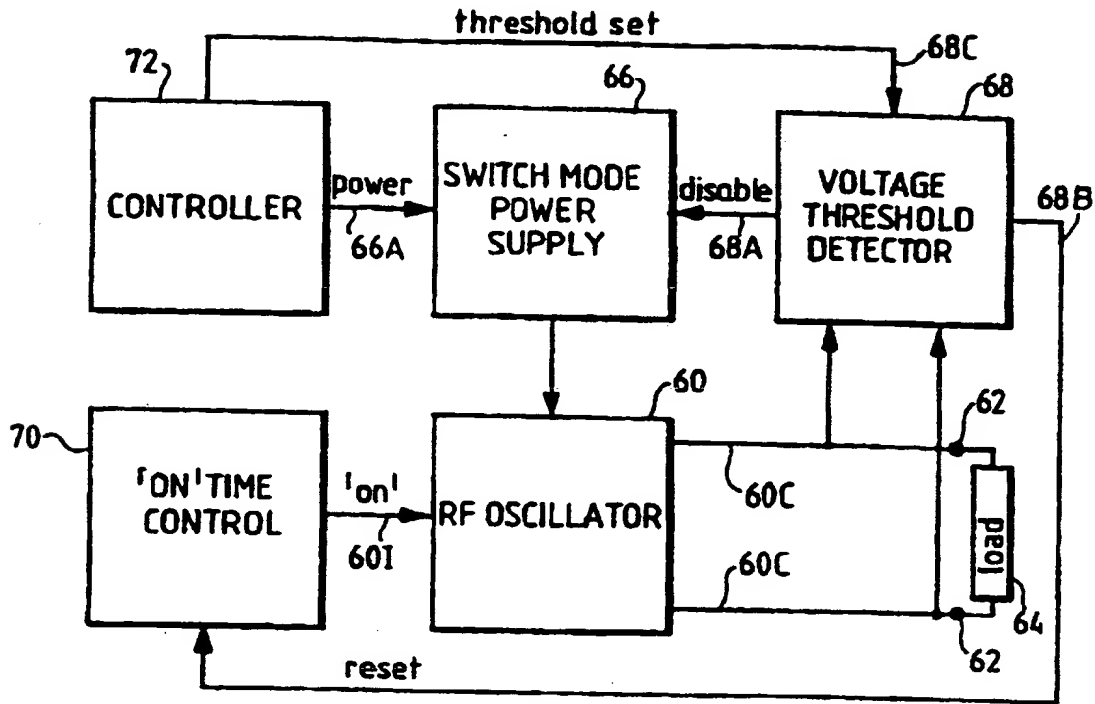 threshold set
72
66
68C
68
CONTROLLER
power
66A
SWITCH MODE
POWER
SUPPLY
disable
68A
VOLTAGE
THRESHOLD
DETECTOR
68B
70
'ON' TIME
CONTROL
'on'
60I
60
RF OSCILLATOR
60C
60C
62
load
64
62
reset